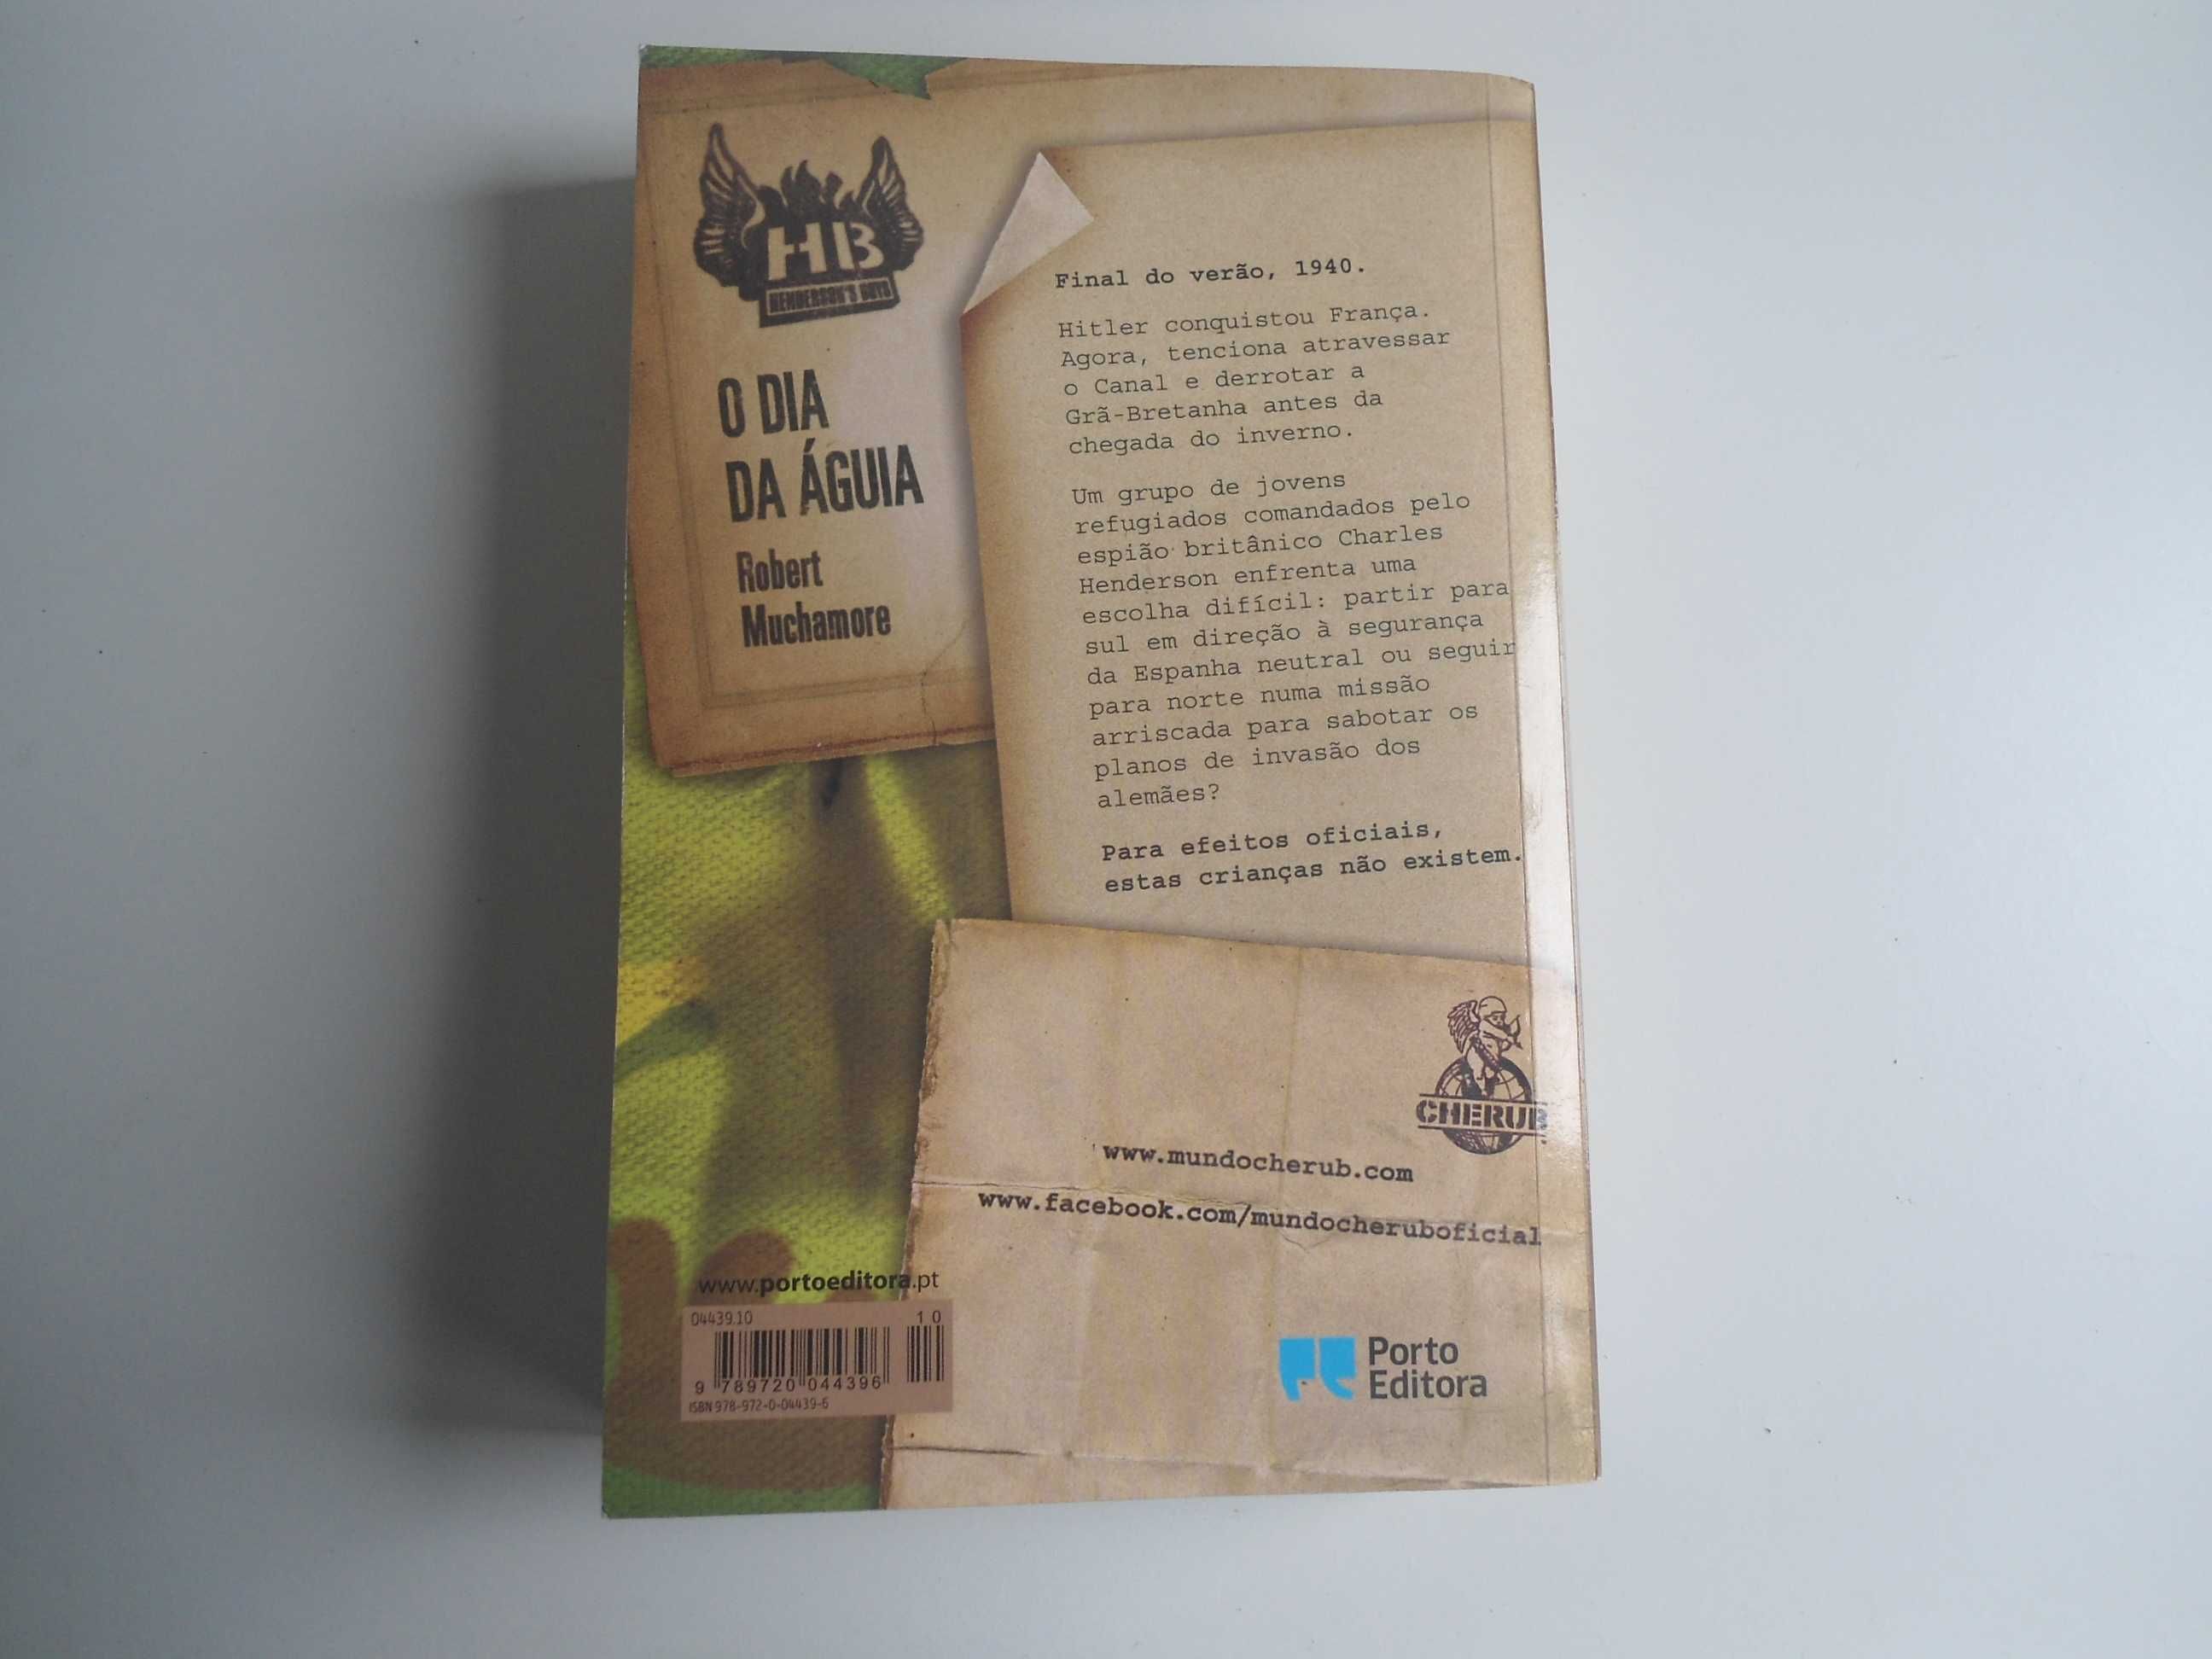 HB
HENDERSON'S BOYS
O DIA
DA ÁGUIA
Robert
Muchamore
Final do verão, 1940.
Hitler conquistou França.
Agora, tenciona atravessar
o Canal e derrotar a
Grã-Bretanha antes da
chegada do inverno.
Um grupo de jovens
refugiados comandados pelo
espião britânico Charles
Henderson enfrenta uma
escolha difícil: partir para
sul em direção à segurança
da Espanha neutral ou seguir
para norte numa missão
arriscada para sabotar os
planos de invasão dos
alemães?
Para efeitos oficiais,
estas crianças não existem.
CHERUB
www.mundocherub.com
www.facebook.com/mundocheruboficial
www.portoeditora.pt
04439.10 10
9 789720 044396
ISBN 978-972-0-04439-6
Porto
Editora